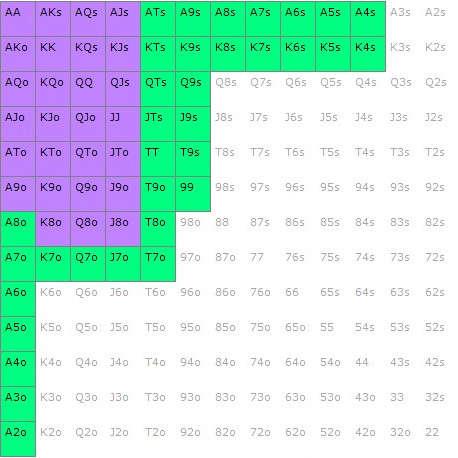 AA AKs AQs AJs ATs A9s A8s A7s A6s A5s A4s A3s A2s
AKo KK KQs KJs KTs K9s K8s K7s K6s K5s K4s K3s K2s
AQo KQo QQ QJs QTs Q9s Q8s Q7s Q6s Q5s Q4s Q3s Q2s
AJo KJo QJo JJ JTs J9s J8s J7s J6s J5s J4s J3s J2s
ATo KTo QTo JTo TT T9s T8s T7s T6s T5s T4s T3s T2s
A9o K9o Q9o J9o T9o 99 98s 97s 96s 95s 94s 93s 92s
A8o K8o Q8o J8o T8o 98o 88 87s 86s 85s 84s 83s 82s
A7o K7o Q7o J7o T7o 97o 87o 77 76s 75s 74s 73s 72s
A6o K6o Q6o J6o T6o 96o 86o 76o 66 65s 64s 63s 62s
A5o K5o Q5o J5o T5o 95o 85o 75o 65o 55 54s 53s 52s
A4o K4o Q4o J4o T4o 94o 84o 74o 64o 54o 44 43s 42s
A3o K3o Q3o J3o T3o 93o 83o 73o 63o 53o 43o 33 32s
A2o K2o Q2o J2o T2o 92o 82o 72o 62o 52o 42o 32o 22